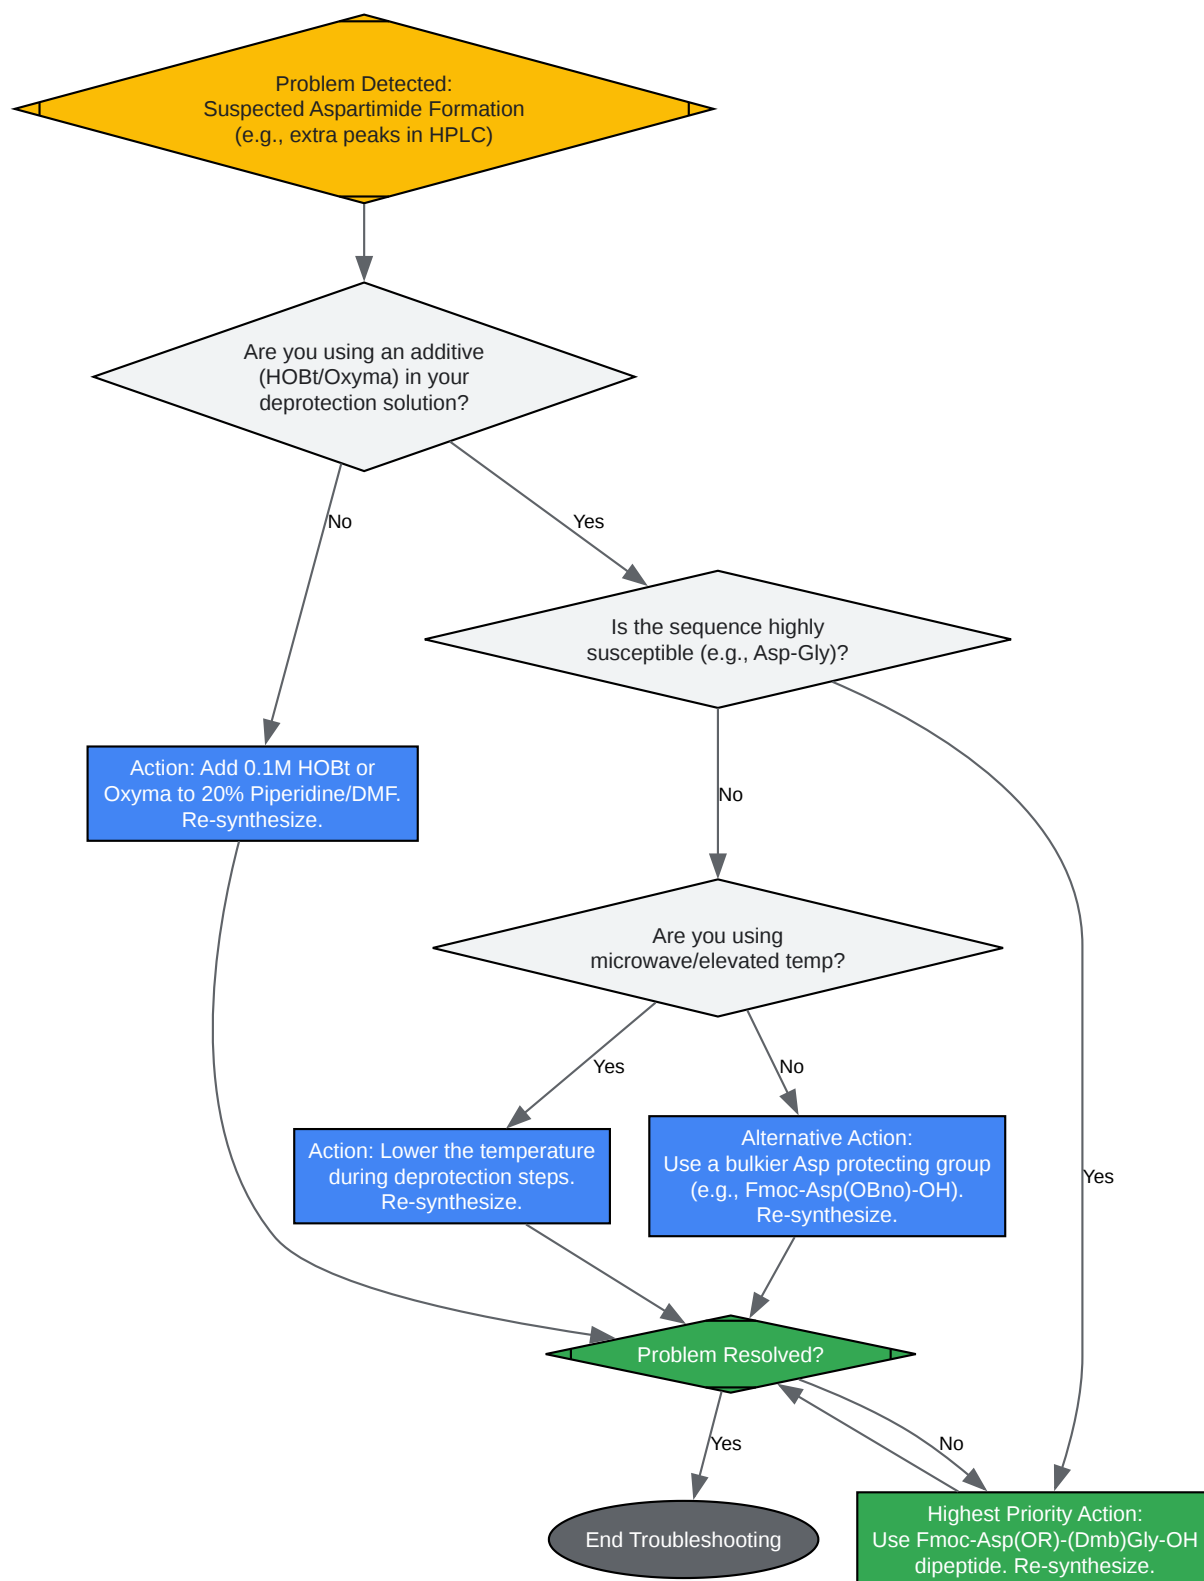 Problem Detected:
Suspected Aspartimide Formation
(e.g., extra peaks in HPLC)
Are you using an additive
(HOBt/Oxyma) in your
deprotection solution?
No
Yes
Is the sequence highly
susceptible (e.g., Asp-Gly)?
Action: Add 0.1M HOBt or
Oxyma to 20% Piperidine/DMF.
Re-synthesize.
No
Are you using
microwave/elevated temp?
Yes
No
Action: Lower the temperature
during deprotection steps.
Re-synthesize.
Alternative Action:
Use a bulkier Asp protecting group
(e.g., Fmoc-Asp(OBno)-OH).
Re-synthesize.
Yes
Problem Resolved?
Yes
No
End Troubleshooting
Highest Priority Action:
Use Fmoc-Asp(OR)-(Dmb)Gly-OH
dipeptide. Re-synthesize.